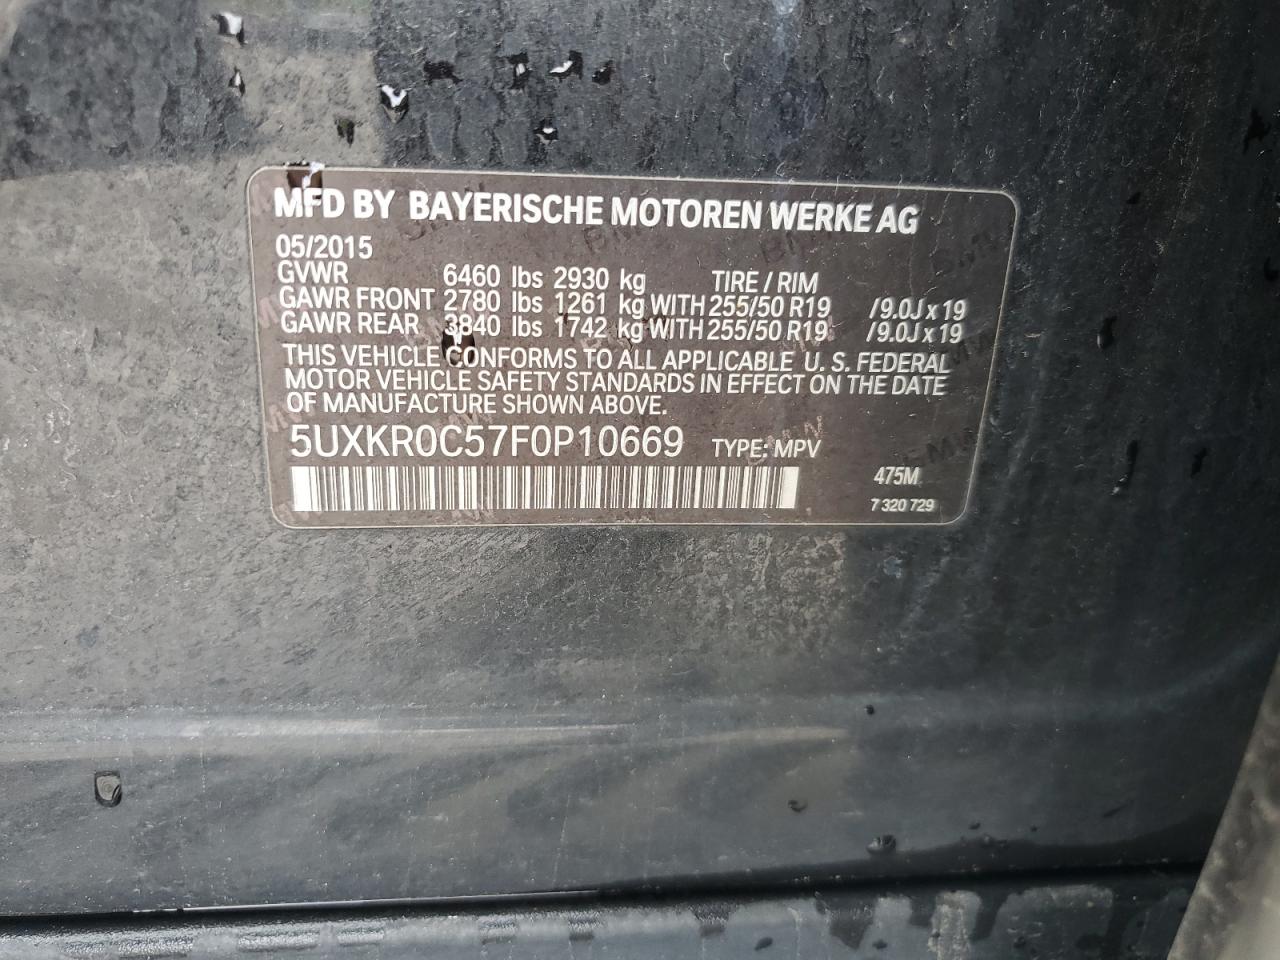 MFD BY BAYERISCHE MOTOREN WERKE AG
05/2015
GVWR 6460 lbs 2930 kg TIRE / RIM
GAWR FRONT 2780 lbs 1261 kg WITH 255/50 R19 /9.0J x 19
GAWR REAR 3840 lbs 1742 kg WITH 255/50 R19 /9.0J x 19
THIS VEHICLE CONFORMS TO ALL APPLICABLE U. S. FEDERAL
MOTOR VEHICLE SAFETY STANDARDS IN EFFECT ON THE DATE
OF MANUFACTURE SHOWN ABOVE.
5UXKR0C57F0P10669 TYPE: MPV
475M
7 320 729